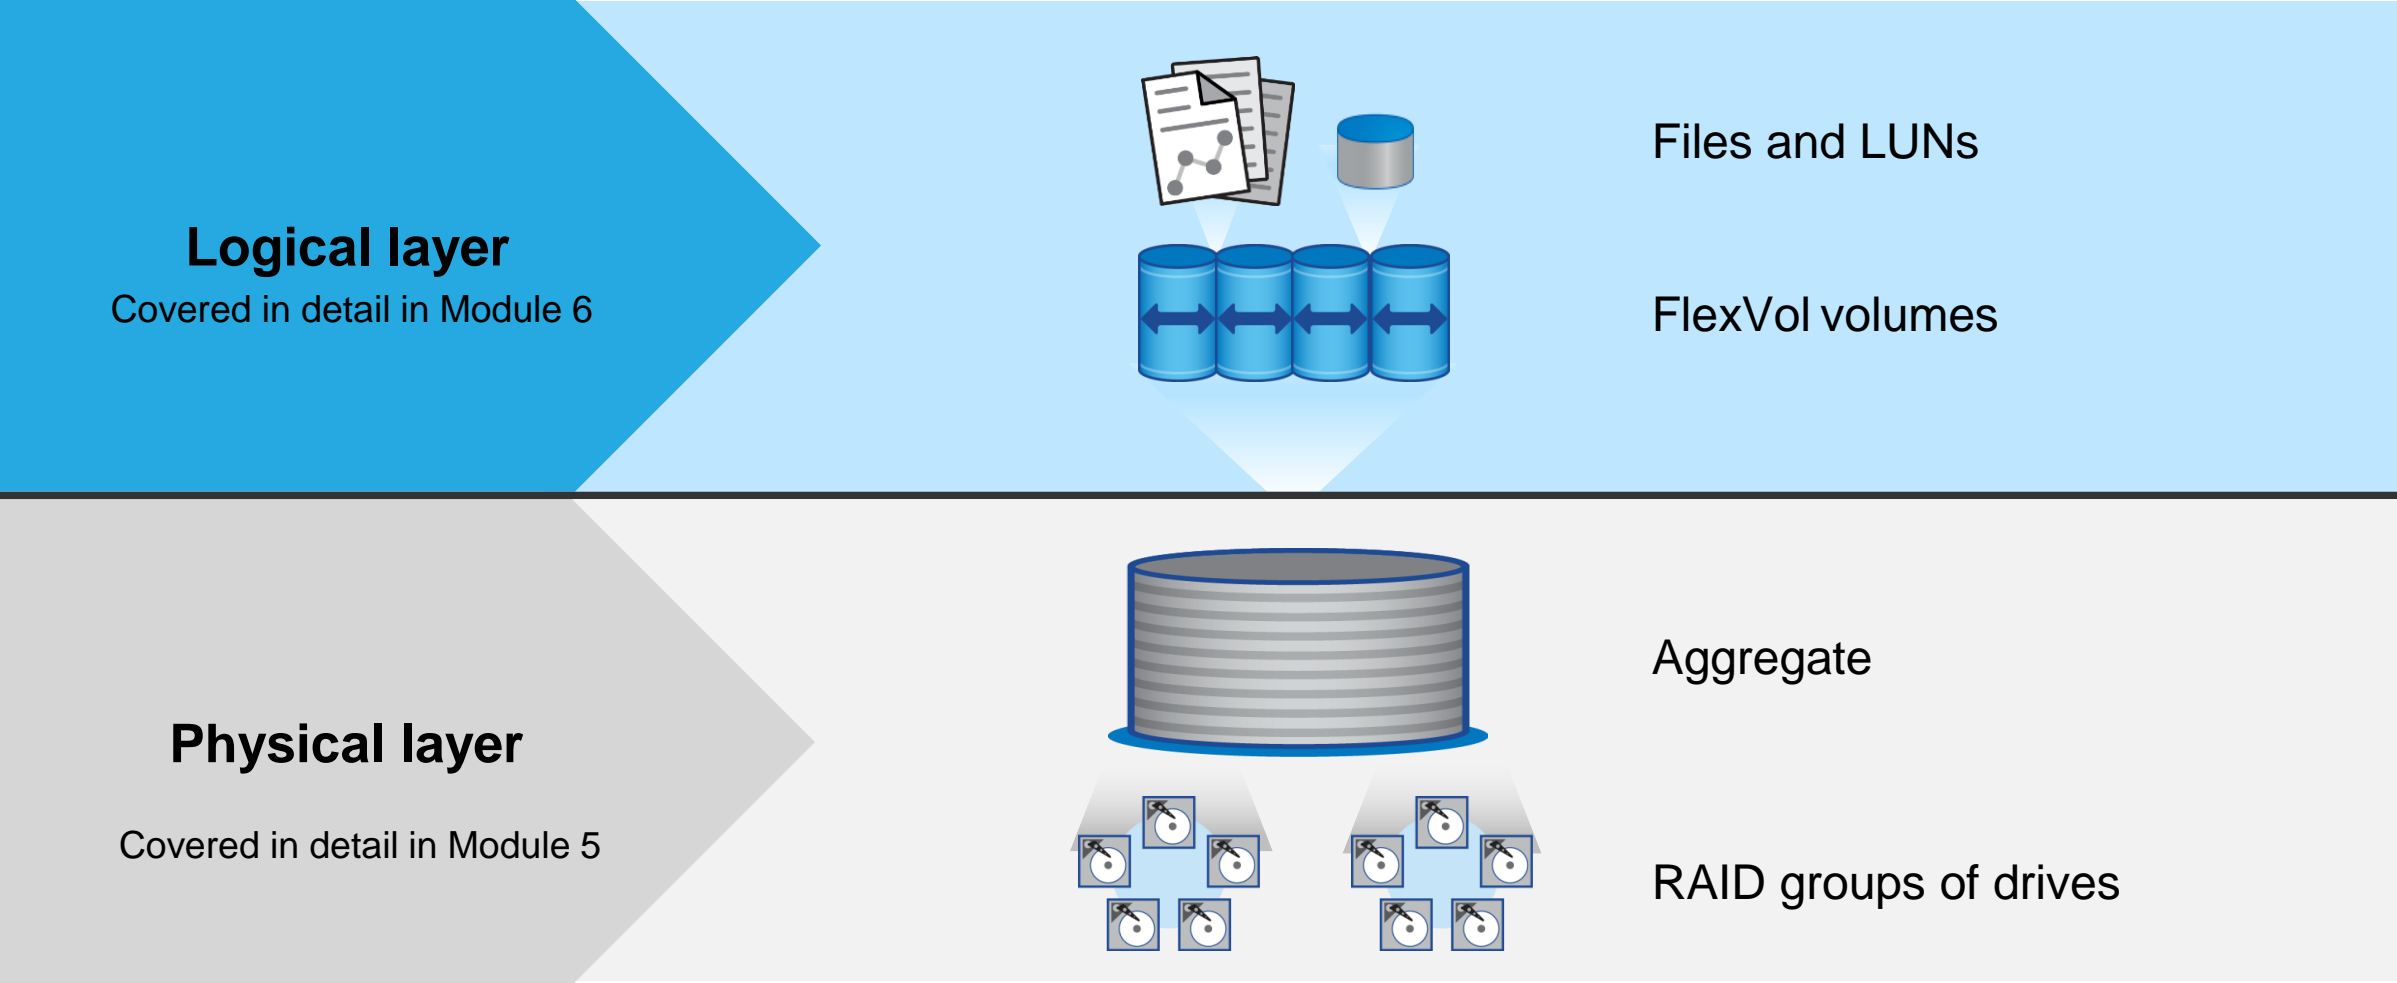 Logical layer
Covered in detail in Module 6
Files and LUNs
FlexVol volumes
Physical layer
Covered in detail in Module 5
Aggregate
RAID groups of drives